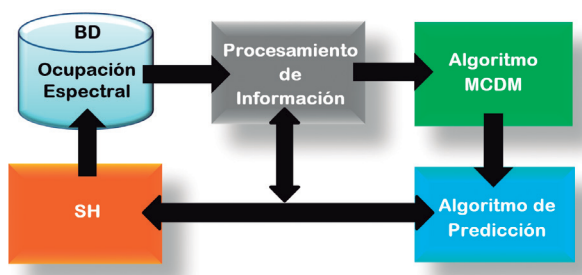 BD
Ocupación
Espectral
Procesamiento
de
Información
Algoritmo
MCDM
SH
Algoritmo de
Predicción